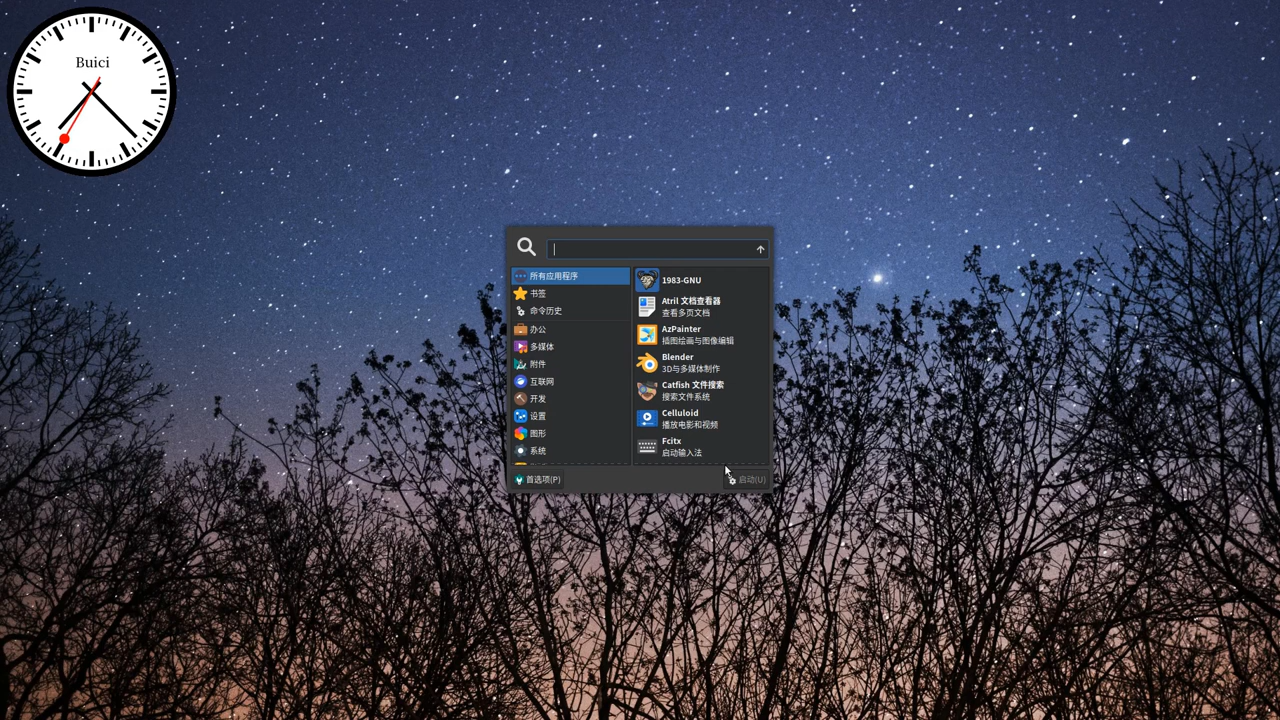 Buici
所有应用程序
书签
命令历史
办公
多媒体
附件
互联网
开发
设置
图形
系统
1983-GNU
Atril 文档查看器
查看多页文档
AzPainter
插图绘画与图像编辑
Blender
3D与多媒体制作
Catfish 文件搜索
搜索文件系统
Celluloid
播放电影和视频
Fcitx
启动输入法
首选项(P)
启动(U)